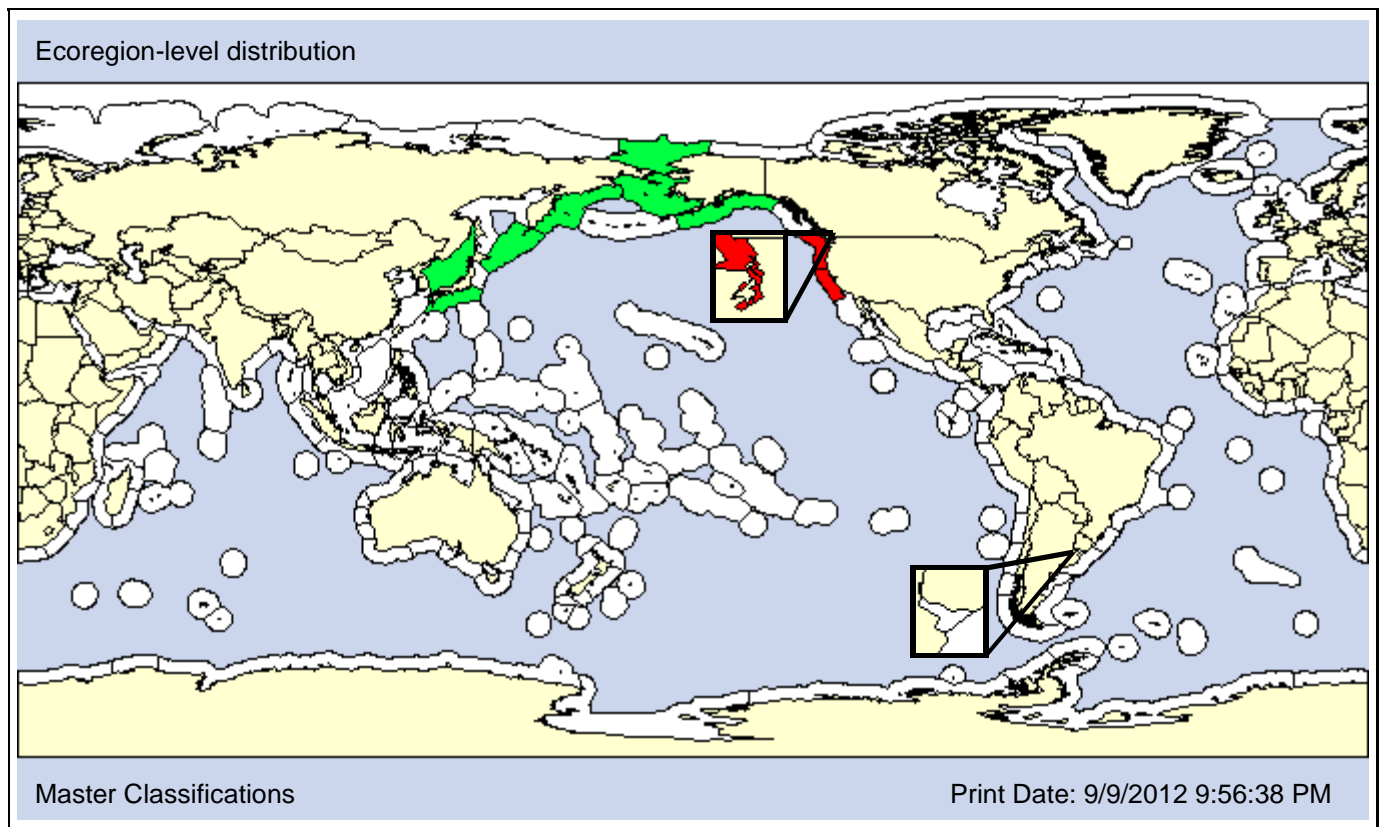 Ecoregion-level distribution
Master Classifications
Print Date: 9/9/2012 9:56:38 PM